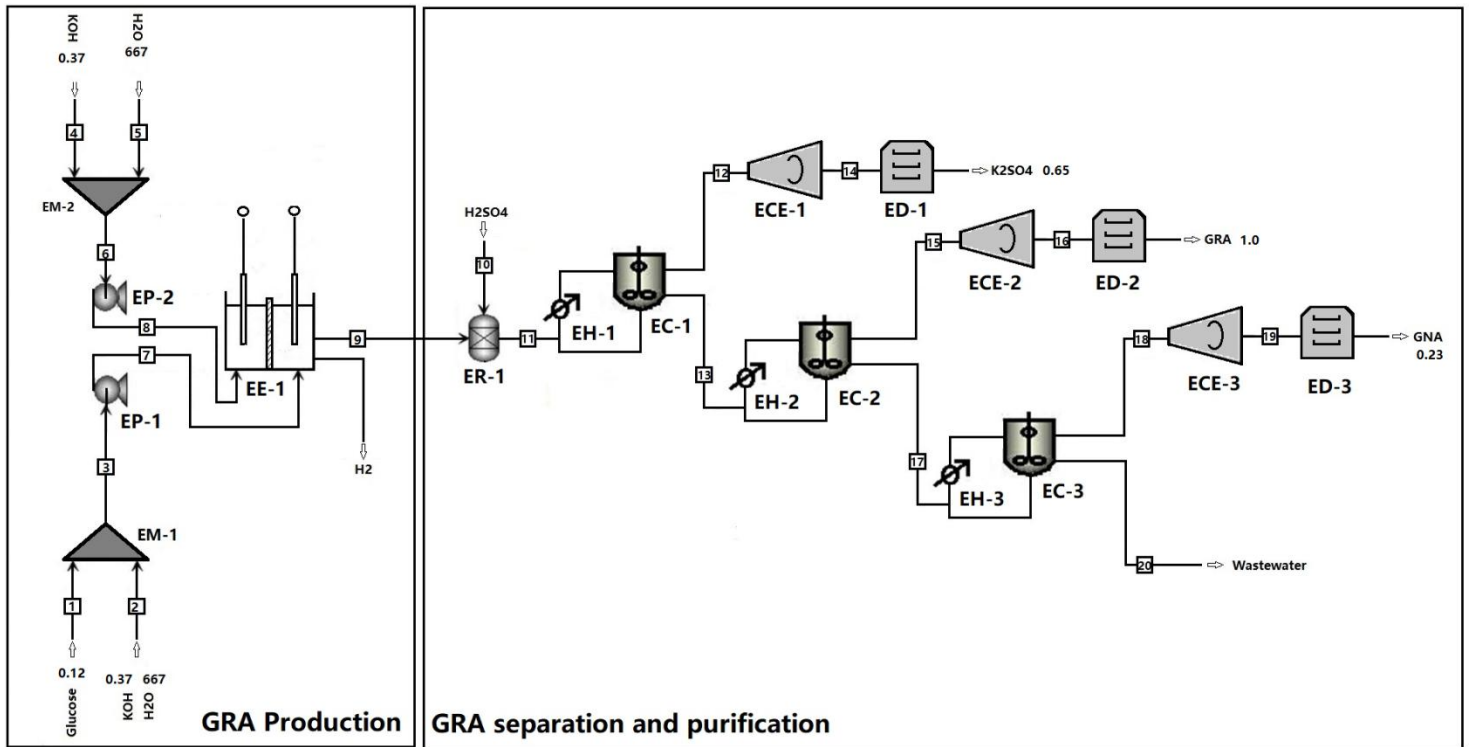 KOH
0.37
H2O
667
4
5
EM-2
6
EP-2
8
7
EP-1
EE-1
9
H2
3
EM-1
1
2
0.12
Glucose
0.37 667
KOH
H2O
GRA Production
H2SO4
10
ER-1
11
EH-1
EC-1
12
ECE-1
14
ED-1
K2SO4 0.65
13
EH-2
EC-2
15
ECE-2
16
ED-2
GRA 1.0
17
EH-3
EC-3
18
ECE-3
19
ED-3
GNA
0.23
20
Wastewater
GRA separation and purification